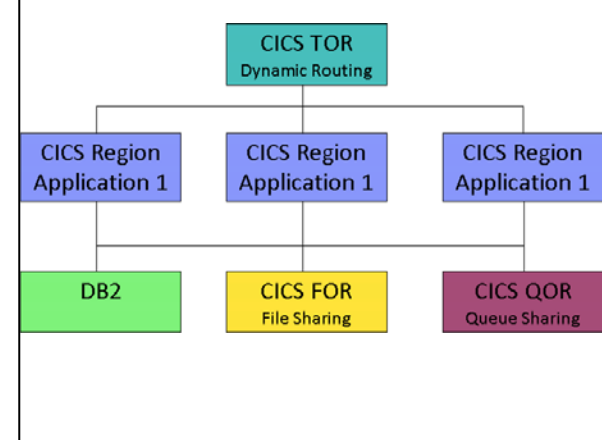 CICS TOR
Dynamic Routing
CICS Region
Application 1
CICS Region
Application 1
CICS Region
Application 1
DB2
CICS FOR
File Sharing
CICS QOR
Queue Sharing